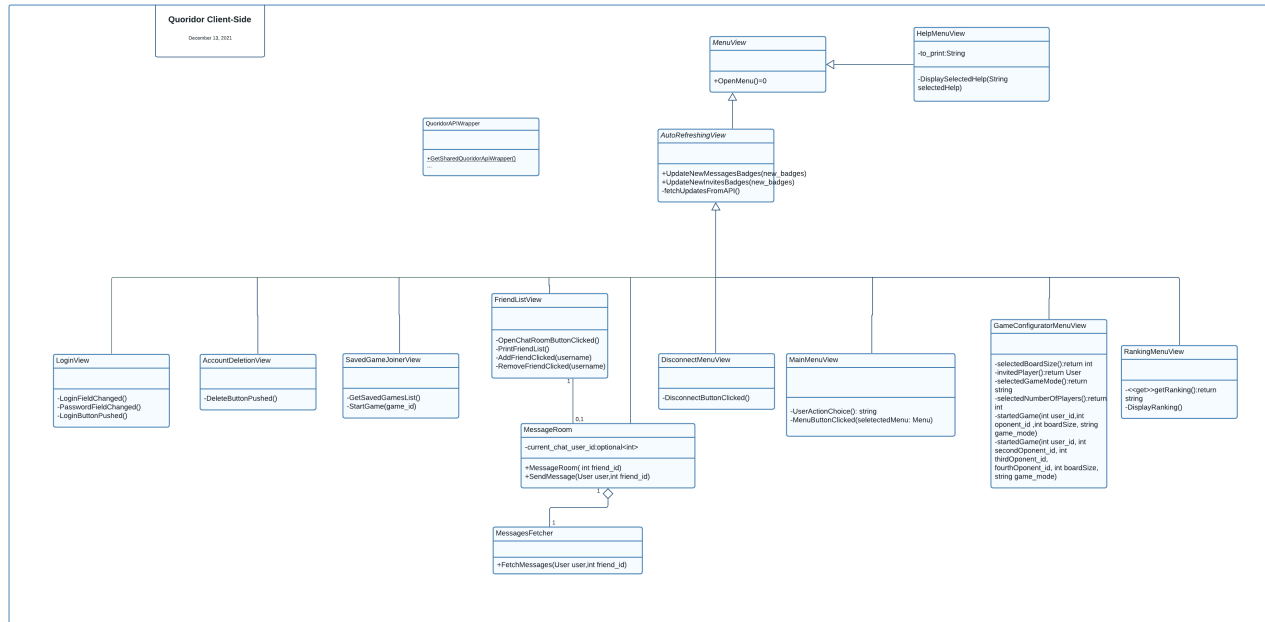 Quoridor Client-Side
December 13, 2021
MenuView
+OpenMenu()=0
HelpMenuView
-to_print:String
-DisplaySelectedHelp(String
selectedHelp)
QuoridorAPIWrapper
+GetSharedQuoridorApiWrapper()
...
AutoRefreshingView
+UpdateNewMessagesBadges(new_badges)
+UpdateNewInvitesBadges(new_badges)
-fetchUpdatesFromAPI()
LoginView
-LoginFieldChanged()
-PasswordFieldChanged()
-LoginButtonPushed()
AccountDeletionView
-DeleteButtonPushed()
SavedGameJoinerView
-GetSavedGamesList()
-StartGame(game_id)
FriendListView
-OpenChatRoomButtonClicked()
-PrintFriendList()
-AddFriendClicked(username)
-RemoveFriendClicked(username)
1
0,1
MessageRoom
-current_chat_user_id:optional<int>
+MessageRoom( int friend_id)
+SendMessage(User user,int friend_id)
1
1
MessagesFetcher
+FetchMessages(User user,int friend_id)
DisconnectMenuView
-DisconnectButtonClicked()
MainMenuView
-UserActionChoice(): string
-MenuButtonClicked(seletectedMenu: Menu)
GameConfiguratorMenuView
-selectedBoardSize():return int
-invitedPlayer():return User
-selectedGameMode():return
string
-selectedNumberOfPlayers():return
int
-startedGame(int user_id,int
oponent_id ,int boardSize, string
game_mode)
-startedGame(int user_id, int
secondOponent_id, int
thirdOponent_id,
fourthOponent_id, int boardSize,
string game_mode)
RankingMenuView
-<<get>>getRanking():return
string
-DisplayRanking()